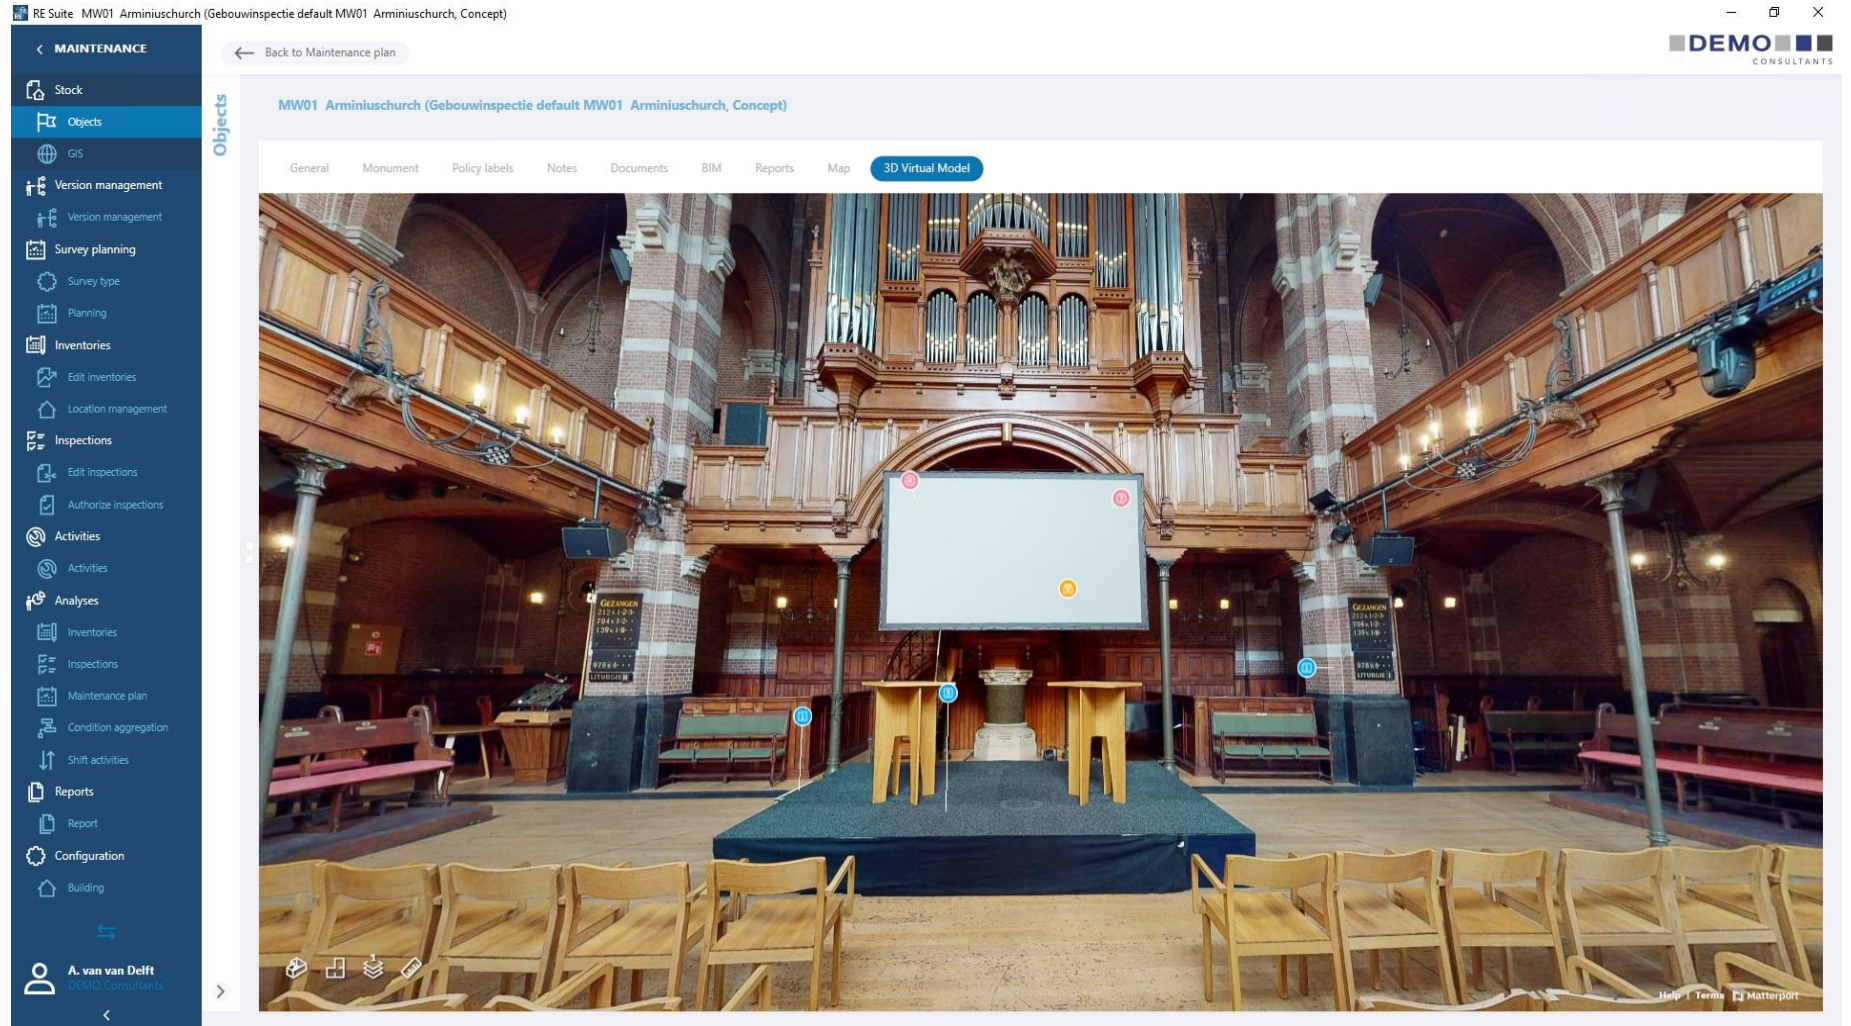 RE Suite MW01 Arminiuschurch (Gebouwinspectie default MW01 Arminiuschurch, Concept)
MAINTENANCE
Back to Maintenance plan
DEMO
CONSULTANTS
Stock
Objects
GIS
Version management
Version management
Survey planning
Survey type
Planning
Inventories
Edit inventories
Location management
Inspections
Edit inspections
Authorize inspections
Activities
Activities
Analyses
Inventories
Inspections
Maintenance plan
Condition aggregation
Shift activities
Reports
Report
Configuration
Building
A. van van Delft
DEMO Consultants
Objects
MW01 Arminiuschurch (Gebouwinspectie default MW01 Arminiuschurch, Concept)
General Monument Policy labels Notes Documents BIM Reports Map 3D Virtual Model
GEZANGEN
LITURGIE II
GEZANGEN
LITURGIE I
Help | Terms Matterport